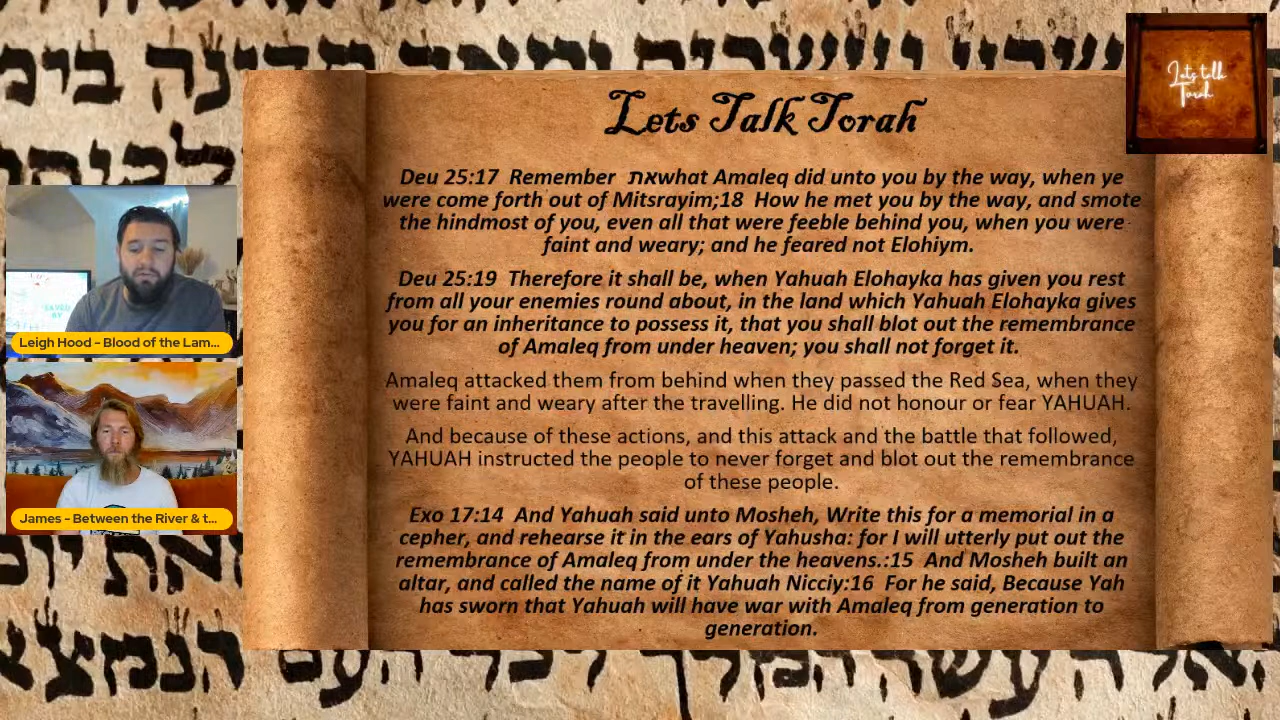 Lets Talk Torah
Lets talk
Torah
Deu 25:17 Remember אתwhat Amaleq did unto you by the way, when ye
were come forth out of Mitsrayim;18 How he met you by the way, and smote
the hindmost of you, even all that were feeble behind you, when you were
faint and weary; and he feared not Elohiym.
Deu 25:19 Therefore it shall be, when Yahuah Elohayka has given you rest
from all your enemies round about, in the land which Yahuah Elohayka gives
you for an inheritance to possess it, that you shall blot out the remembrance
of Amaleq from under heaven; you shall not forget it.
Amaleq attacked them from behind when they passed the Red Sea, when they
were faint and weary after the travelling. He did not honour or fear YAHUAH.
And because of these actions, and this attack and the battle that followed,
YAHUAH instructed the people to never forget and blot out the remembrance
of these people.
Exo 17:14 And Yahuah said unto Mosheh, Write this for a memorial in a
cepher, and rehearse it in the ears of Yahusha: for I will utterly put out the
remembrance of Amaleq from under the heavens.:15 And Mosheh built an
altar, and called the name of it Yahuah Nicciy:16 For he said, Because Yah
has sworn that Yahuah will have war with Amaleq from generation to
generation.
Leigh Hood - Blood of the Lam...
James - Between the River & t...